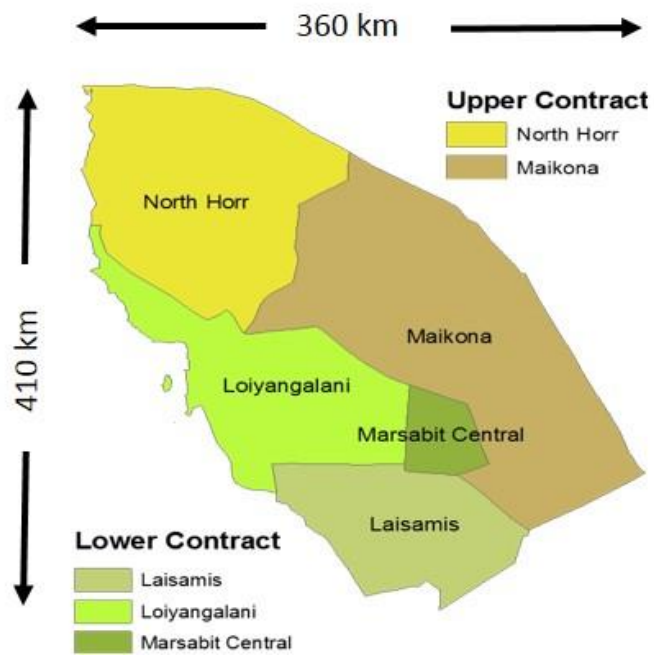 360 km
410 km
Upper Contract
North Horr
Maikona
North Horr
Maikona
Loiyangalani
Marsabit Central
Laisamis
Lower Contract
Laisamis
Loiyangalani
Marsabit Central